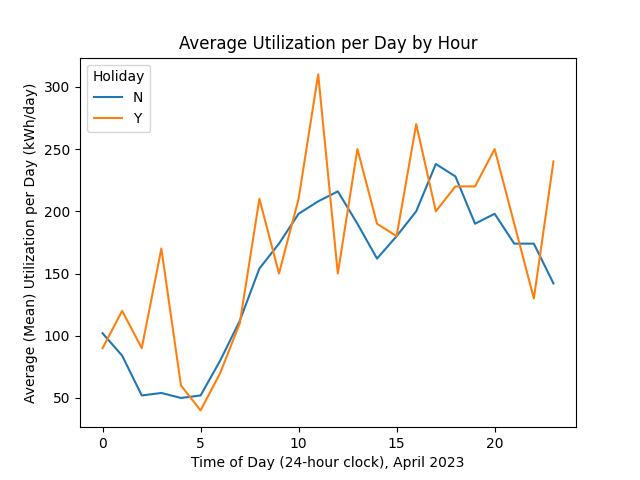 Average Utilization per Day by Hour
Holiday
N
Y
Average (Mean) Utilization per Day (kWh/day)
300
250
200
150
100
50
0
5
10
15
20
Time of Day (24-hour clock), April 2023